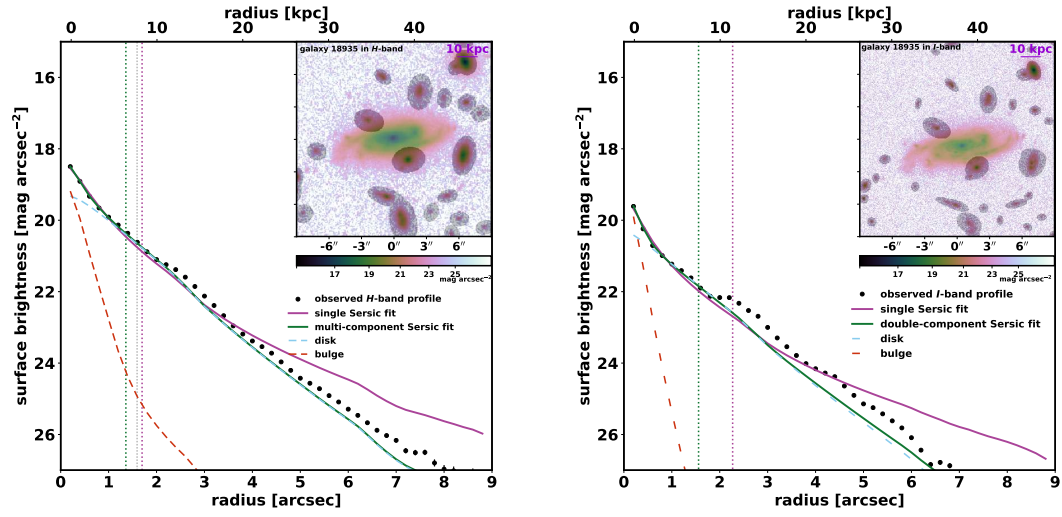 radius [kpc]
0 10 20 30 40
galaxy 18935 in H-band
10 kpc
surface brightness [mag arcsec⁻²]
16
18
20
22
24
26
-6″ -3″ 0″ 3″ 6″
17 19 21 23 25
mag arcsec⁻²
observed H-band profile
single Sersic fit
multi-component Sersic fit
disk
bulge
0 1 2 3 4 5 6 7 8 9
radius [arcsec]
radius [kpc]
0 10 20 30 40
galaxy 18935 in I-band
10 kpc
surface brightness [mag arcsec⁻²]
16
18
20
22
24
26
-6″ -3″ 0″ 3″ 6″
17 19 21 23 25
mag arcsec⁻²
observed I-band profile
single Sersic fit
double-component Sersic fit
disk
bulge
0 1 2 3 4 5 6 7 8 9
radius [arcsec]